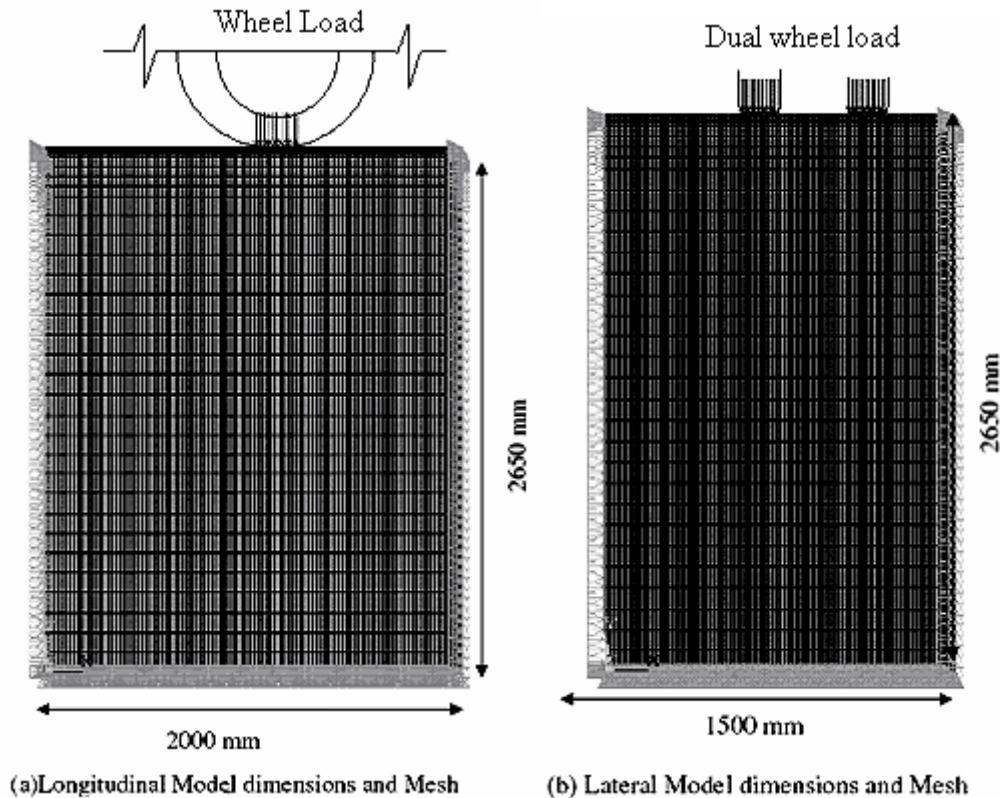 Wheel Load
Dual wheel load
2650 mm
2650 mm
2000 mm
1500 mm
(a)Longitudinal Model dimensions and Mesh
(b) Lateral Model dimensions and Mesh